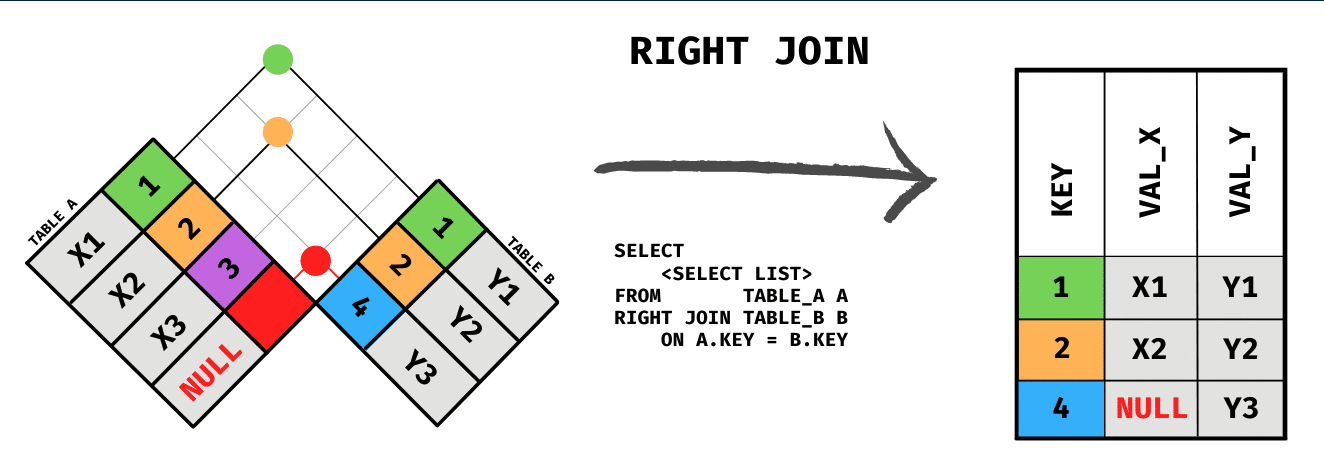 RIGHT JOIN
TABLE A
1
X1
2
X2
3
X3
NULL
TABLE B
1
Y1
2
Y2
4
Y3
SELECT
<SELECT LIST>
FROM TABLE_A A
RIGHT JOIN TABLE_B B
ON A.KEY = B.KEY
KEY VAL_X VAL_Y
1 X1 Y1
2 X2 Y2
4 NULL Y3